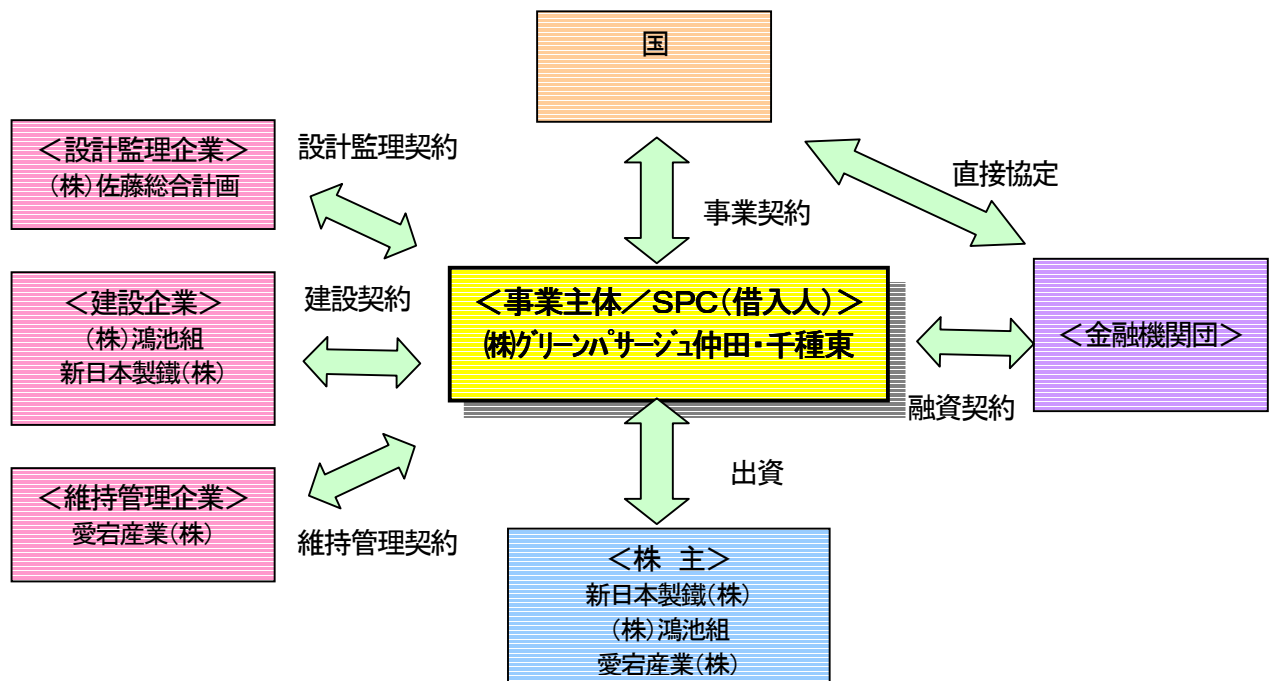 国
＜設計監理企業＞
(株)佐藤総合計画
設計監理契約
直接協定
事業契約
＜建設企業＞
(株)鴻池組
新日本製鐵(株)
建設契約
＜事業主体／SPC(借入人)＞
㈱グリーンパサージュ仲田・千種東
＜金融機関団＞
融資契約
＜維持管理企業＞
愛宕産業(株)
維持管理契約
出資
＜株 主＞
新日本製鐵(株)
(株)鴻池組
愛宕産業(株)